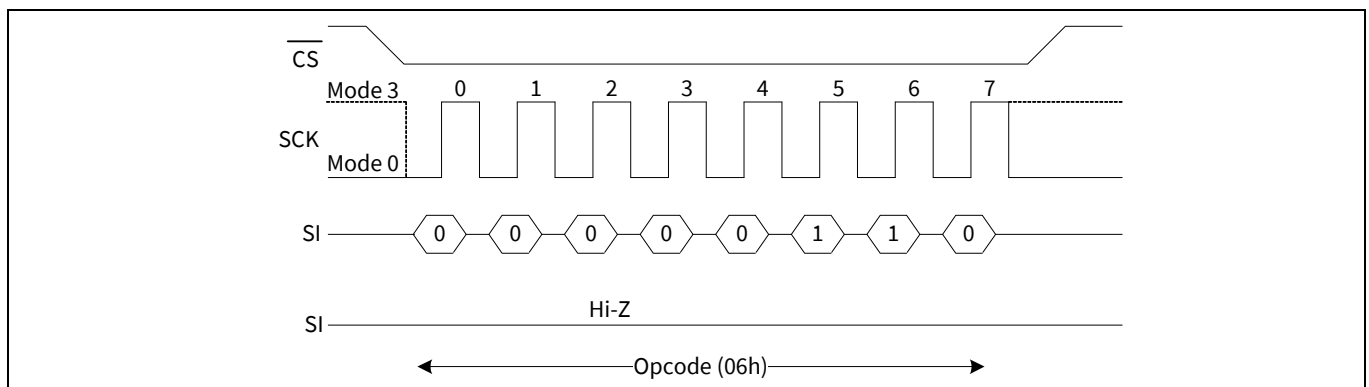 CS
Mode 3 0 1 2 3 4 5 6 7
SCK
Mode 0
SI 0 0 0 0 0 1 1 0
Hi-Z
SI
Opcode (06h)